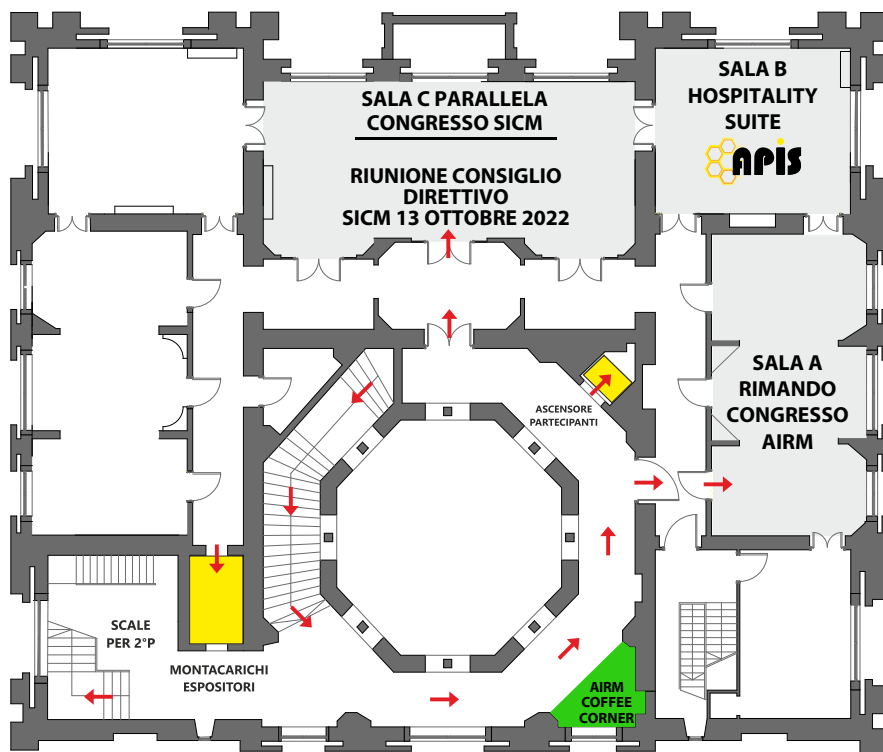 SALA C PARALLELA
CONGRESSO SICM
RIUNIONE CONSIGLIO
DIRETTIVO
SICM 13 OTTOBRE 2022
SALA B
HOSPITALITY
SUITE
APIS
SALA A
RIMANDO
CONGRESSO
AIRM
ASCENSORE
PARTECIPANTI
SCALE
PER 2°P
MONTACARICHI
ESPOSITORI
AIRM
COFFEE
CORNER